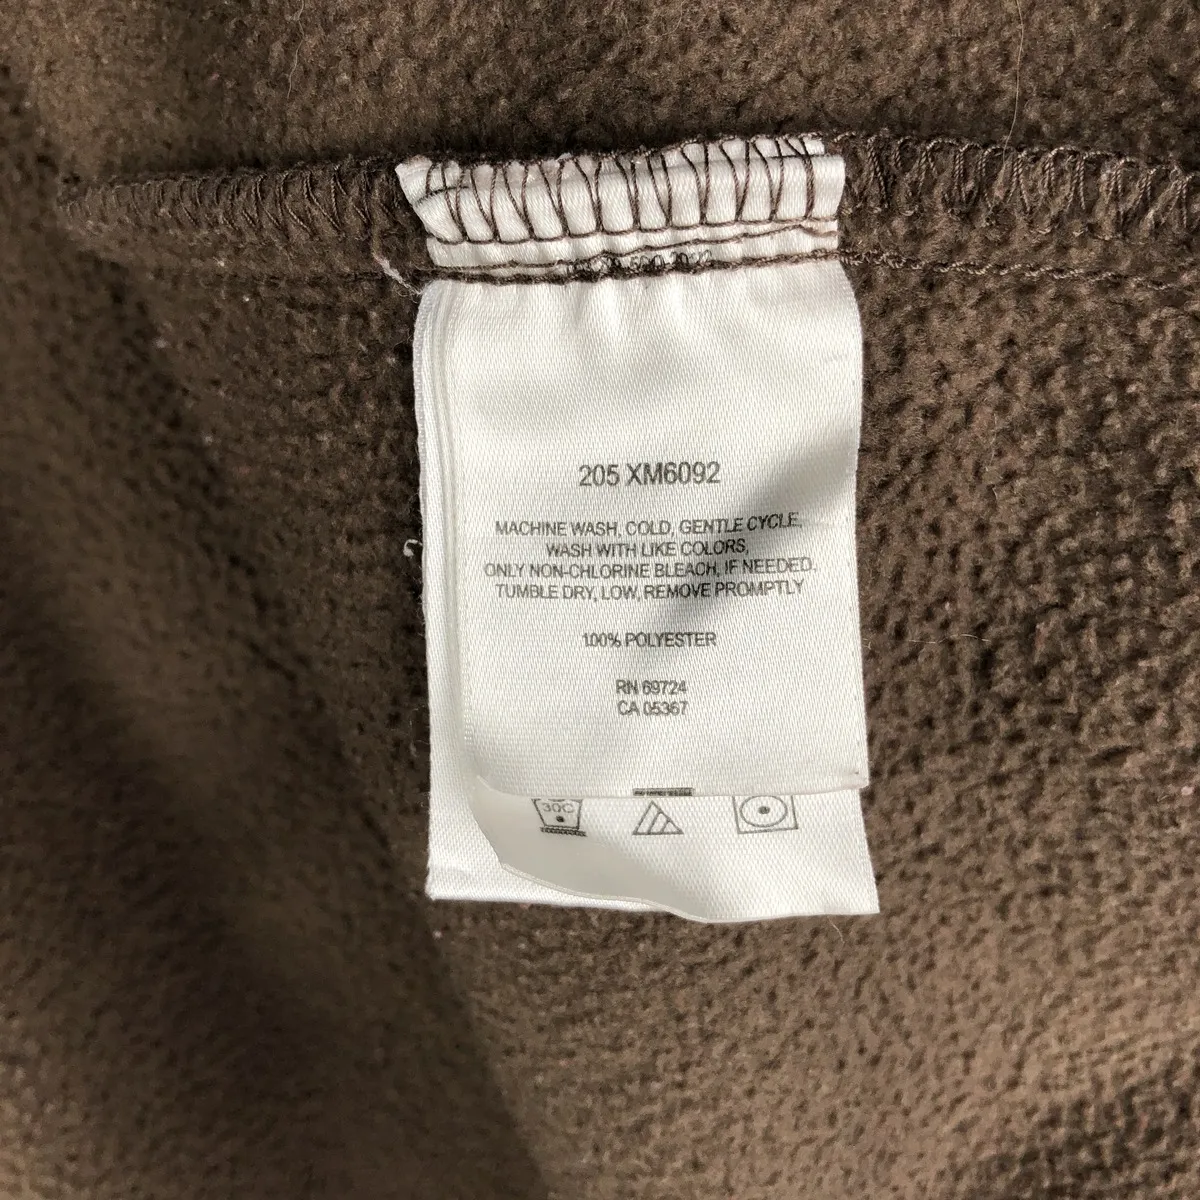 205 XM6092
MACHINE WASH, COLD, GENTLE CYCLE,
WASH WITH LIKE COLORS,
ONLY NON-CHLORINE BLEACH, IF NEEDED.
TUMBLE DRY, LOW, REMOVE PROMPTLY
100% POLYESTER
RN 69724
CA 05367
30C